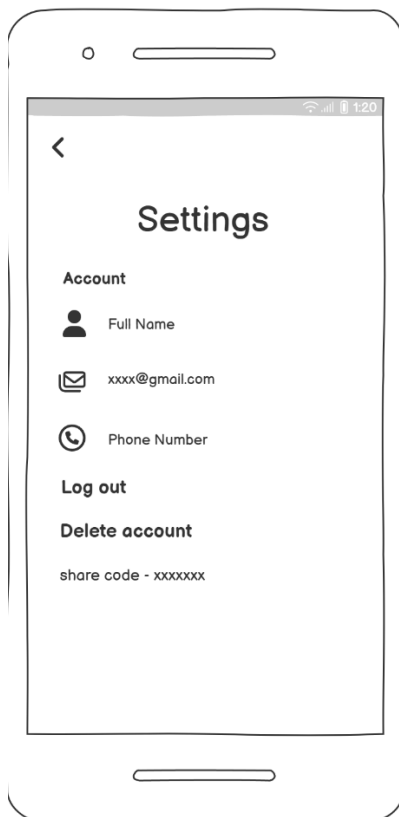 1:20
Settings
Account
Full Name
xxxx@gmail.com
Phone Number
Log out
Delete account
share code - xxxxxxx